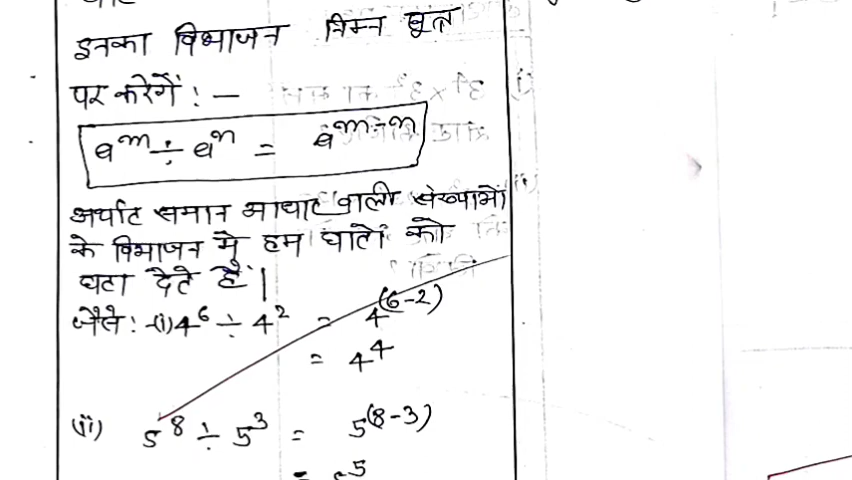 इनका विभाजन निम्न सूत्र
पर करेगें : —
a^m ÷ a^n = a^{m÷n}
अर्थात समान आधार वाली संख्याओं
के विभाजन में हम घातो को
घटा देते है |
जैसे : -(i) 4^6 ÷ 4^2 = 4^{(6-2)}
= 4^4
(ii) 5^8 ÷ 5^3 = 5^{(8-3)}
= 5^5